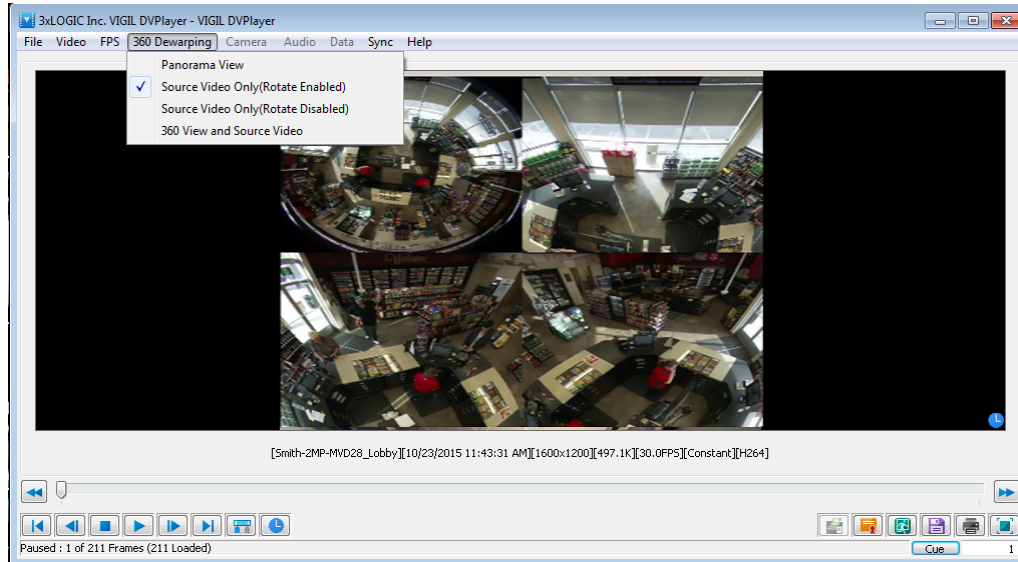 3xLOGIC Inc. VIGIL DVPlayer - VIGIL DVPlayer
File Video FPS 360 Dewarping Camera Audio Data Sync Help
Panorama View
Source Video Only(Rotate Enabled)
Source Video Only(Rotate Disabled)
360 View and Source Video
Welcome
[Smith-2MP-MVD28_Lobby][10/23/2015 11:43:31 AM][1600x1200][497.1K][30.0FPS][Constant][H264]
Paused : 1 of 211 Frames (211 Loaded)
Cue 1